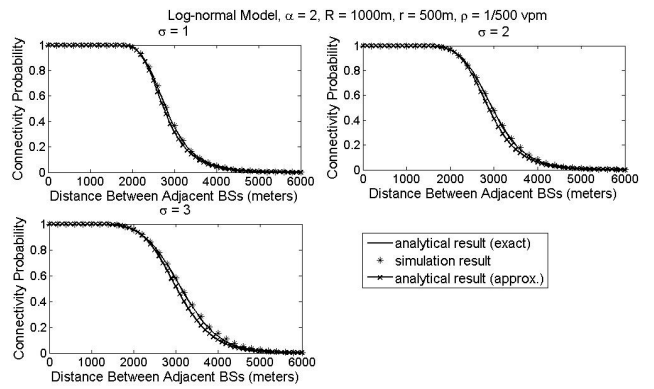 Log-normal Model, α = 2, R = 1000m, r = 500m, ρ = 1/500 vpm
σ = 1
Connectivity Probability
1
0.8
0.6
0.4
0.2
0
0 1000 2000 3000 4000 5000 6000
Distance Between Adjacent BSs (meters)
σ = 2
Connectivity Probability
1
0.8
0.6
0.4
0.2
0
0 1000 2000 3000 4000 5000 6000
Distance Between Adjacent BSs (meters)
σ = 3
Connectivity Probability
1
0.8
0.6
0.4
0.2
0
0 1000 2000 3000 4000 5000 6000
Distance Between Adjacent BSs (meters)
analytical result (exact)
simulation result
analytical result (approx.)